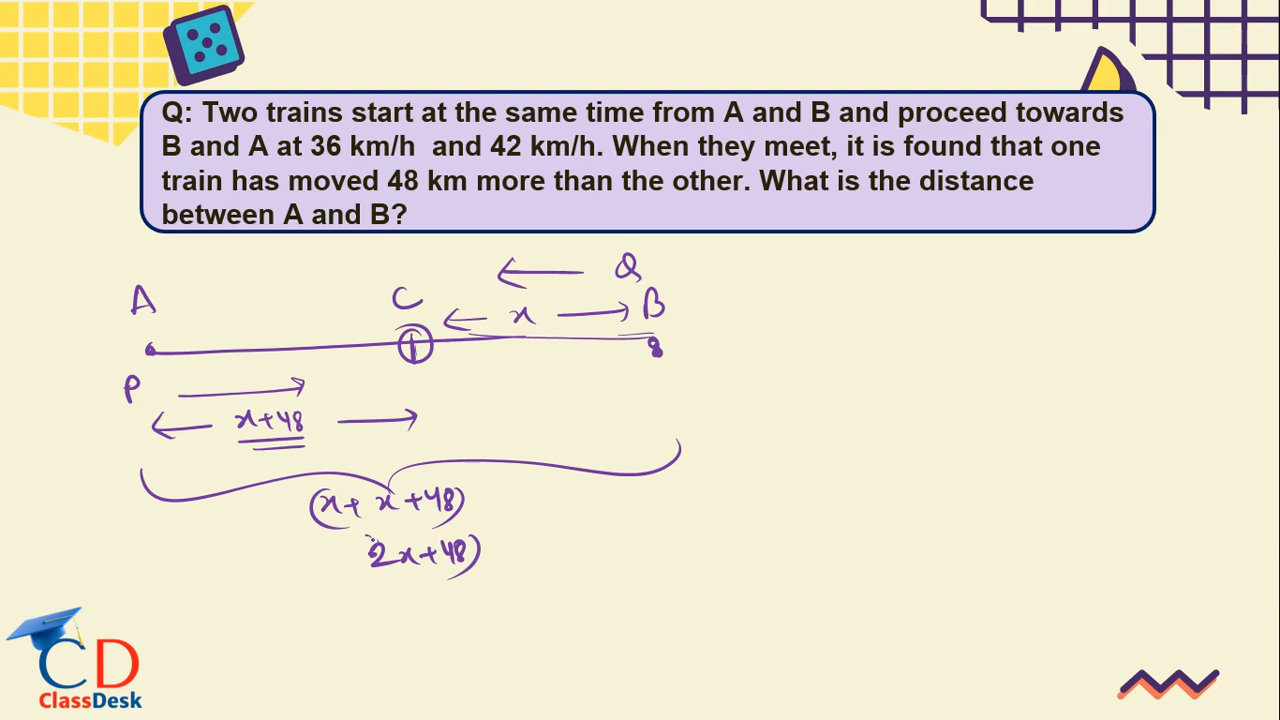 Q: Two trains start at the same time from A and B and proceed towards
B and A at 36 km/h and 42 km/h. When they meet, it is found that one
train has moved 48 km more than the other. What is the distance
between A and B?
Q
A C x B
P
x+48
(x+ x+48)
2x+48)
CD
ClassDesk